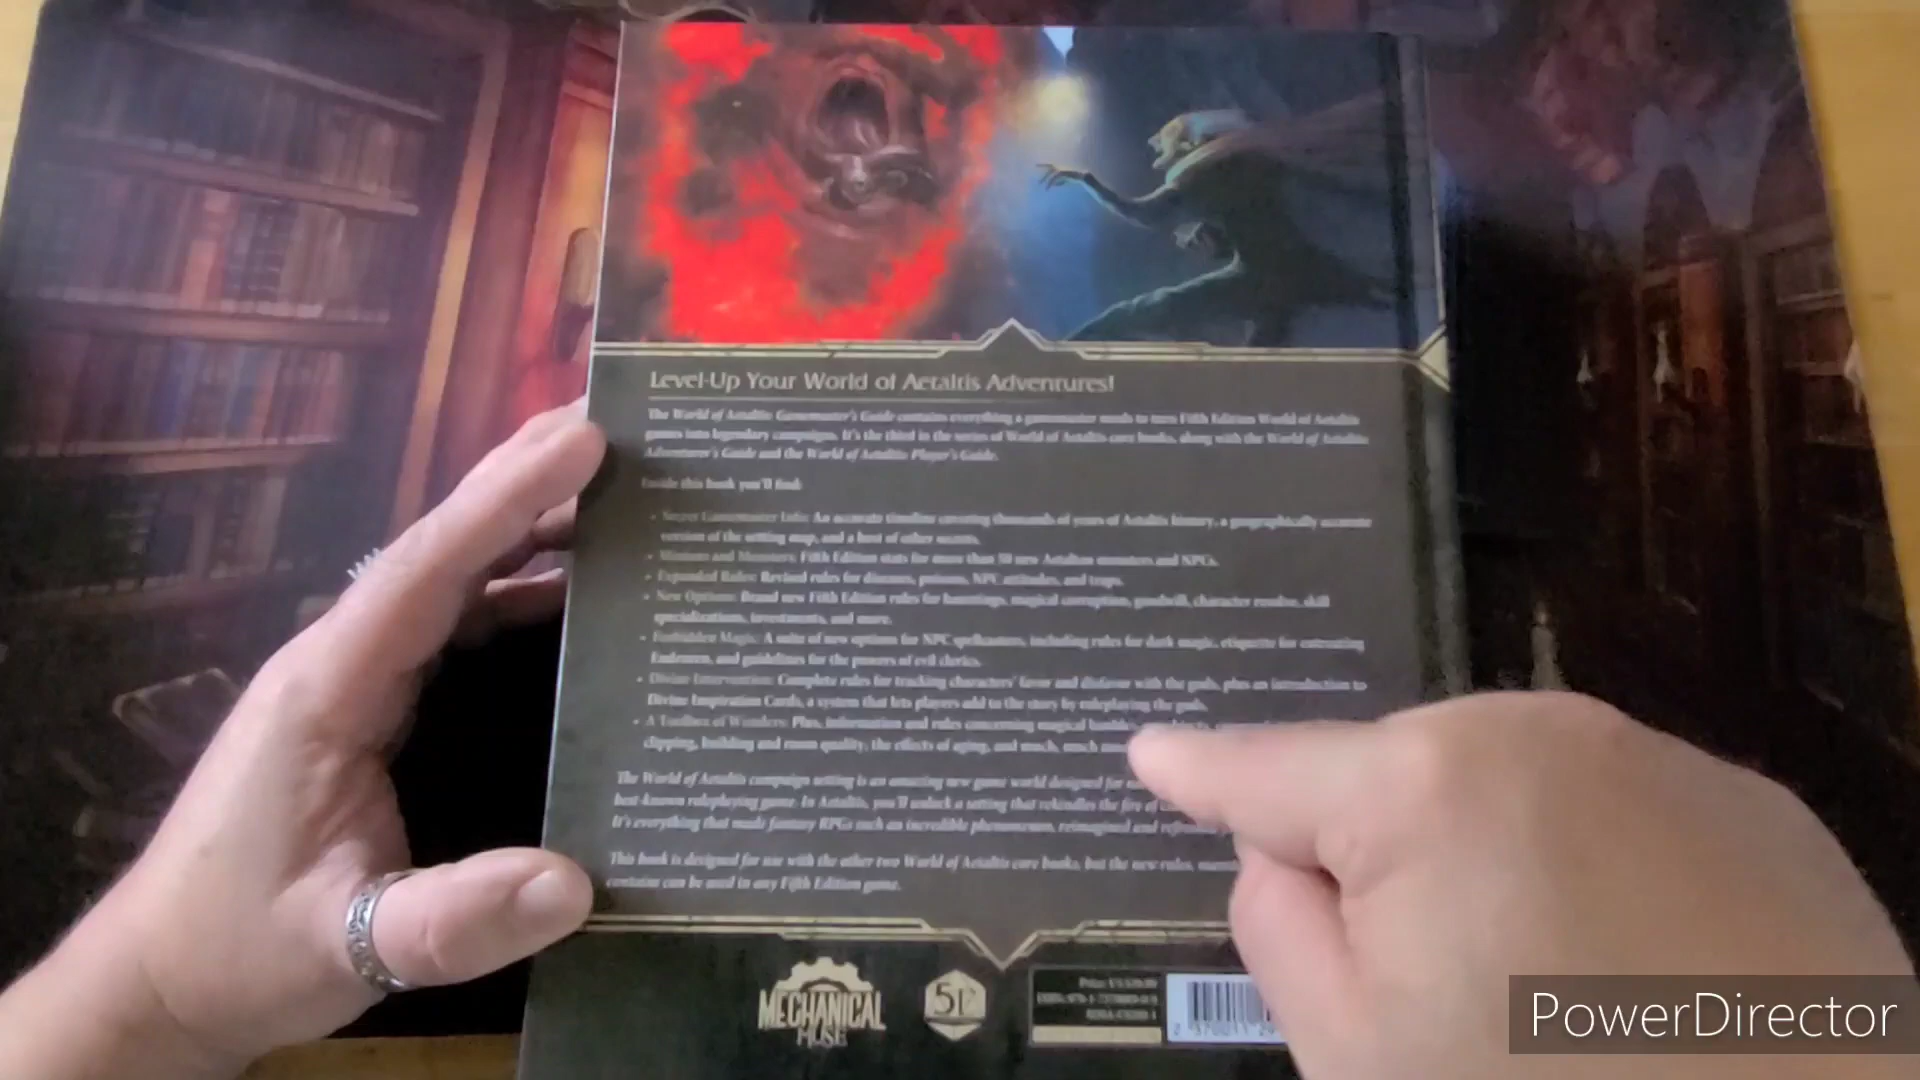 Level-Up Your World of Aetaltis Adventures!
The World of Aetaltis Gamemaster's Guide contains everything a gamemaster needs to turn Fifth Edition World of Aetaltis
games into legendary campaigns. It's the third in the series of World of Aetaltis core books, along with the World of Aetaltis
Adventurer's Guide and the World of Aetaltis Player's Guide.
Inside this book you'll find:
• Secret Gamemaster Info: An accurate timeline covering thousands of years of Aetaltis history, a geographically accurate
version of the setting map, and a host of other secrets.
• Minions and Monsters: Fifth Edition stats for more than 50 new Aetaltan monsters and NPCs.
• Expanded Rules: Revised rules for diseases, poisons, NPC attitudes, and traps.
• New Options: Brand new Fifth Edition rules for hauntings, magical corruption, goodwill, character resolve, skill
specializations, investments, and more.
• Forbidden Magic: A suite of new options for NPC spellcasters, including rules for dark magic, etiquette for entreating
Endroren, and guidelines for the powers of evil clerics.
• Divine Intervention: Complete rules for tracking characters' favor and disfavor with the gods, plus an introduction to
Divine Inspiration Cards, a system that lets players add to the story by roleplaying the gods.
• A Toolbox of Wonders: Plus, information and rules concerning magical
clipping, building and room quality, the effects of aging, and much, much
The World of Aetaltis campaign setting is an amazing new game world designed for
best-known roleplaying game. In Aetaltis, you'll unlock a setting that rekindles the fire of
It's everything that made fantasy RPGs such an incredible phenomenon, reimagined and
This book is designed for use with the other two World of Aetaltis core books, but the new rules,
contains can be used in any Fifth Edition game.
MECHANICAL
MUSE
5E
PowerDirector